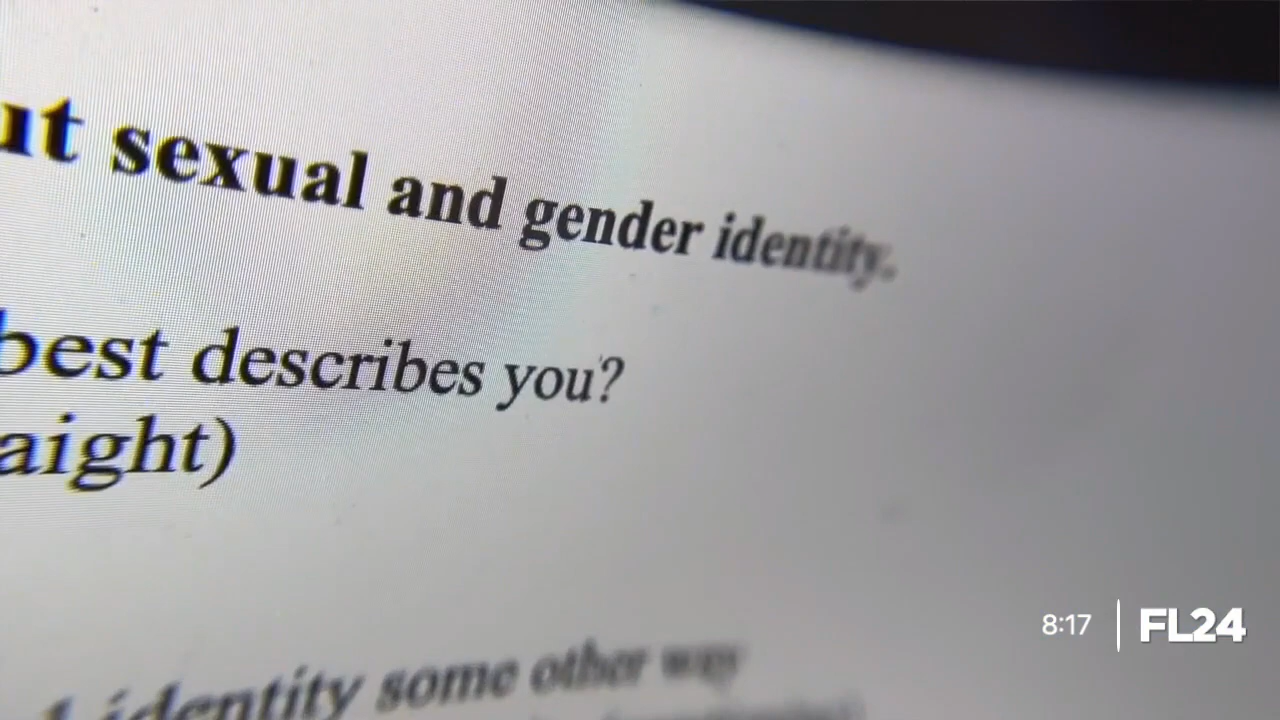 ut sexual and gender identity.
best describes you?
aight)
identity some other way
8:17 | FL24